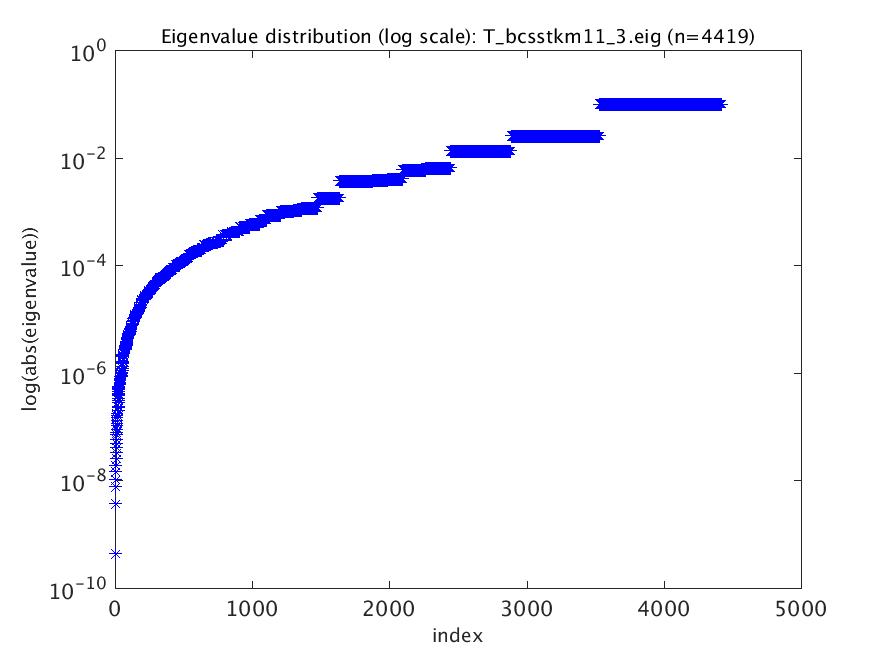 Eigenvalue distribution (log scale): T_bcsstkm11_3.eig (n=4419)
10^0
10^-2
10^-4
10^-6
10^-8
10^-10
log(abs(eigenvalue))
0 1000 2000 3000 4000 5000
index